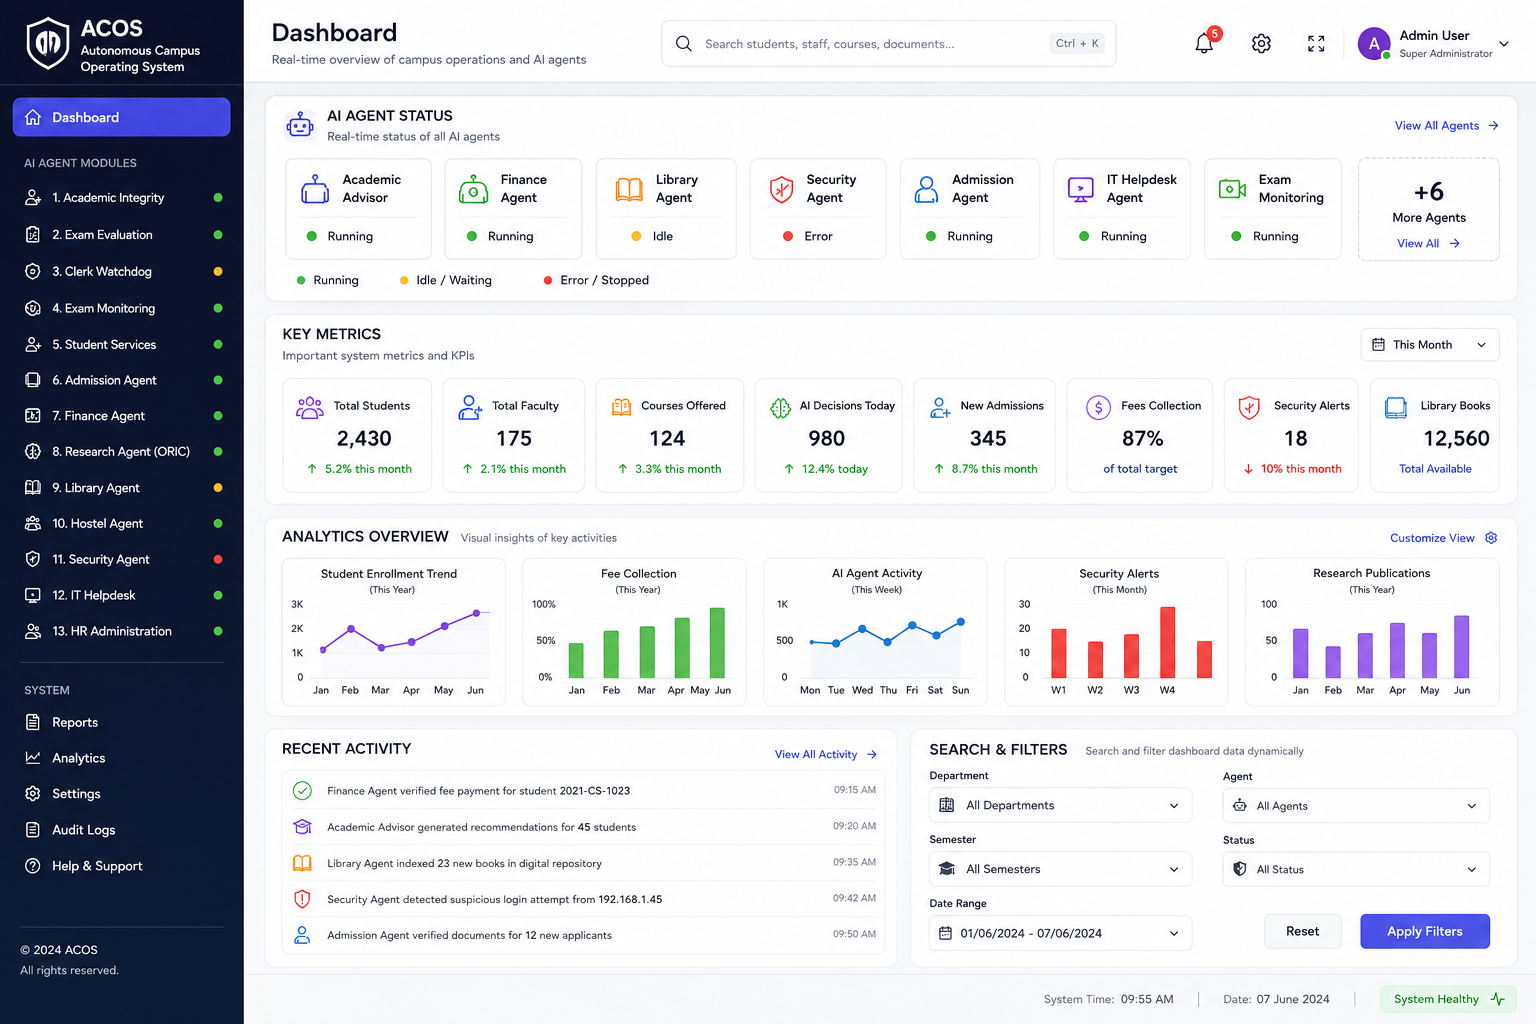 ACOS
Autonomous Campus
Operating System
Dashboard
AI AGENT MODULES
1. Academic Integrity
2. Exam Evaluation
3. Clerk Watchdog
4. Exam Monitoring
5. Student Services
6. Admission Agent
7. Finance Agent
8. Research Agent (ORIC)
9. Library Agent
10. Hostel Agent
11. Security Agent
12. IT Helpdesk
13. HR Administration
SYSTEM
Reports
Analytics
Settings
Audit Logs
Help & Support
© 2024 ACOS
All rights reserved.
Dashboard
Real-time overview of campus operations and AI agents
Search students, staff, courses, documents...
Ctrl + K
5
A
Admin User
Super Administrator
AI AGENT STATUS
Real-time status of all AI agents
View All Agents
Academic Advisor
Running
Finance Agent
Running
Library Agent
Idle
Security Agent
Error
Admission Agent
Running
IT Helpdesk Agent
Running
Exam Monitoring
Running
+6
More Agents
View All
Running
Idle / Waiting
Error / Stopped
KEY METRICS
Important system metrics and KPIs
This Month
Total Students
2,430
↑ 5.2% this month
Total Faculty
175
↑ 2.1% this month
Courses Offered
124
↑ 3.3% this month
AI Decisions Today
980
↑ 12.4% today
New Admissions
345
↑ 8.7% this month
$
Fees Collection
87%
of total target
Security Alerts
18
↓ 10% this month
Library Books
12,560
Total Available
ANALYTICS OVERVIEW
Visual insights of key activities
Customize View
Student Enrollment Trend
(This Year)
3K
2K
1K
0
Jan Feb Mar Apr May Jun
Fee Collection
(This Year)
100%
50%
0%
Jan Feb Mar Apr May Jun
AI Agent Activity
(This Week)
1K
500
0
Mon Tue Wed Thu Fri Sat Sun
Security Alerts
(This Month)
30
20
10
0
W1 W2 W3 W4
Research Publications
(This Year)
100
50
0
Jan Feb Mar Apr May Jun
RECENT ACTIVITY
View All Activity
Finance Agent verified fee payment for student 2021-CS-1023
09:15 AM
Academic Advisor generated recommendations for 45 students
09:20 AM
Library Agent indexed 23 new books in digital repository
09:35 AM
Security Agent detected suspicious login attempt from 192.168.1.45
09:42 AM
Admission Agent verified documents for 12 new applicants
09:50 AM
SEARCH & FILTERS
Search and filter dashboard data dynamically
Department
All Departments
Agent
All Agents
Semester
All Semesters
Status
All Status
Date Range
01/06/2024 - 07/06/2024
Reset
Apply Filters
System Time: 09:55 AM
Date: 07 June 2024
System Healthy